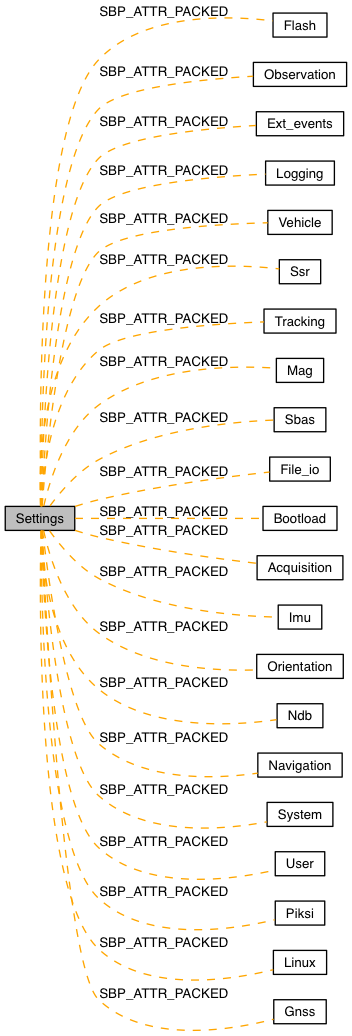 SBP_ATTR_PACKED
Flash
SBP_ATTR_PACKED
Observation
SBP_ATTR_PACKED
Ext_events
SBP_ATTR_PACKED
Logging
SBP_ATTR_PACKED
Vehicle
SBP_ATTR_PACKED
Ssr
SBP_ATTR_PACKED
Tracking
SBP_ATTR_PACKED
Mag
SBP_ATTR_PACKED
Sbas
SBP_ATTR_PACKED
File_io
Settings
SBP_ATTR_PACKED
Bootload
SBP_ATTR_PACKED
Acquisition
SBP_ATTR_PACKED
Imu
SBP_ATTR_PACKED
Orientation
SBP_ATTR_PACKED
Ndb
SBP_ATTR_PACKED
Navigation
SBP_ATTR_PACKED
System
SBP_ATTR_PACKED
User
SBP_ATTR_PACKED
Piksi
SBP_ATTR_PACKED
Linux
SBP_ATTR_PACKED
Gnss